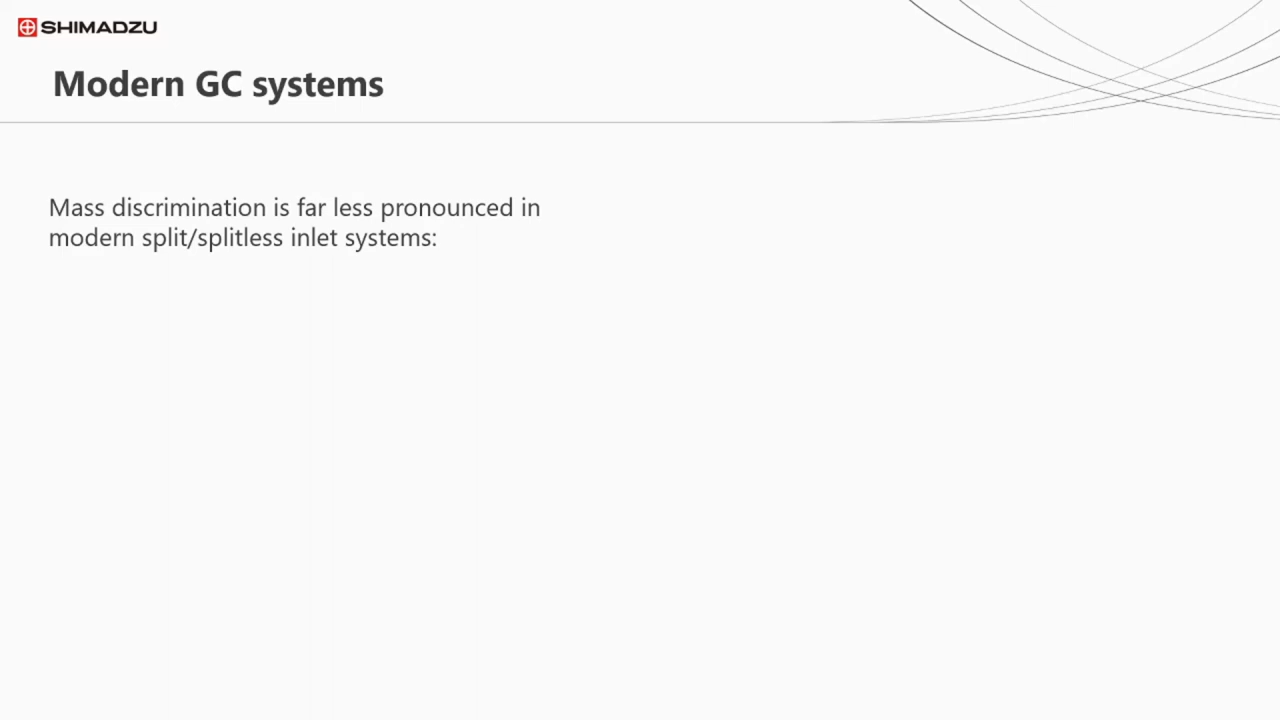 SHIMADZU
Modern GC systems
Mass discrimination is far less pronounced in
modern split/splitless inlet systems: